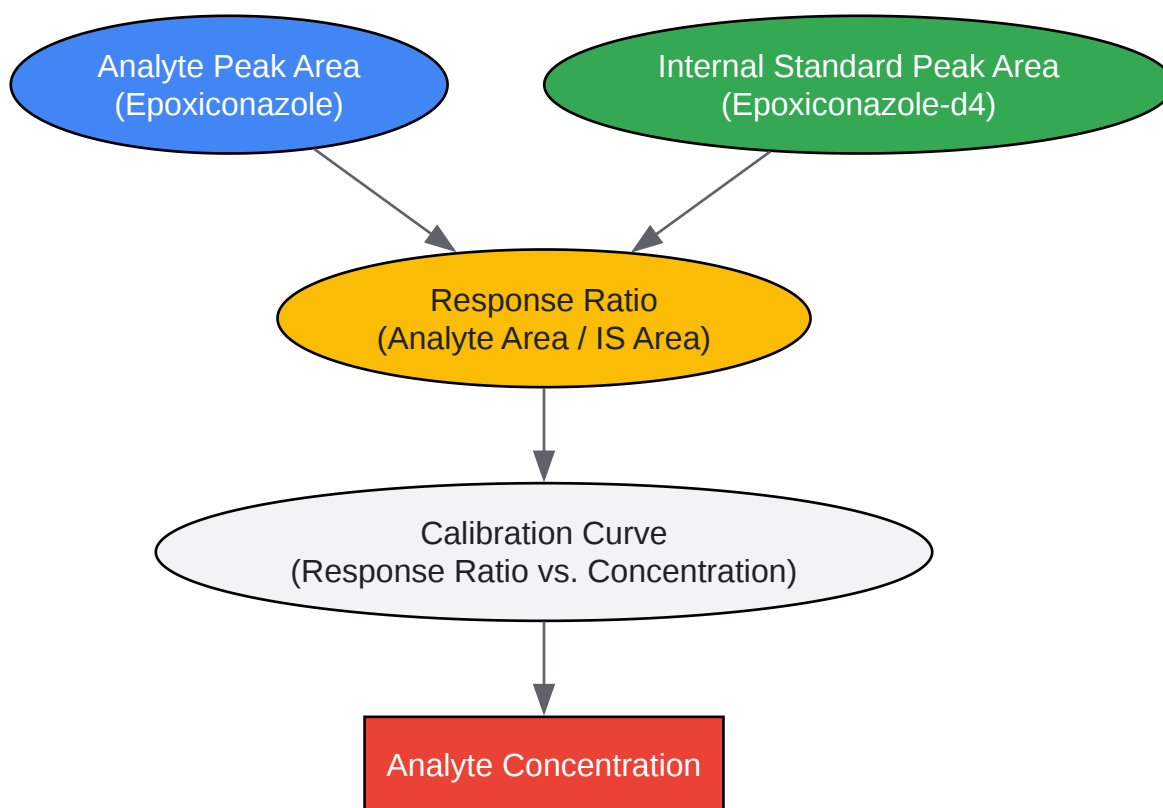 Analyte Peak Area
(Epoxiconazole)
Internal Standard Peak Area
(Epoxiconazole-d4)
Response Ratio
(Analyte Area / IS Area)
Calibration Curve
(Response Ratio vs. Concentration)
Analyte Concentration